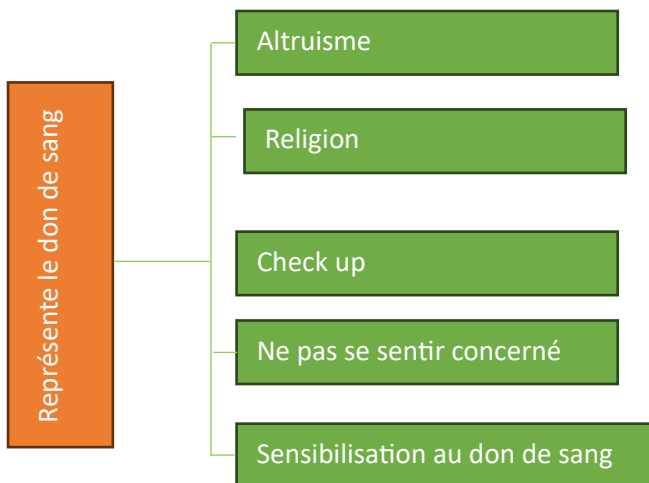 Représente le don de sang
Altruisme
Religion
Check up
Ne pas se sentir concerné
Sensibilisation au don de sang